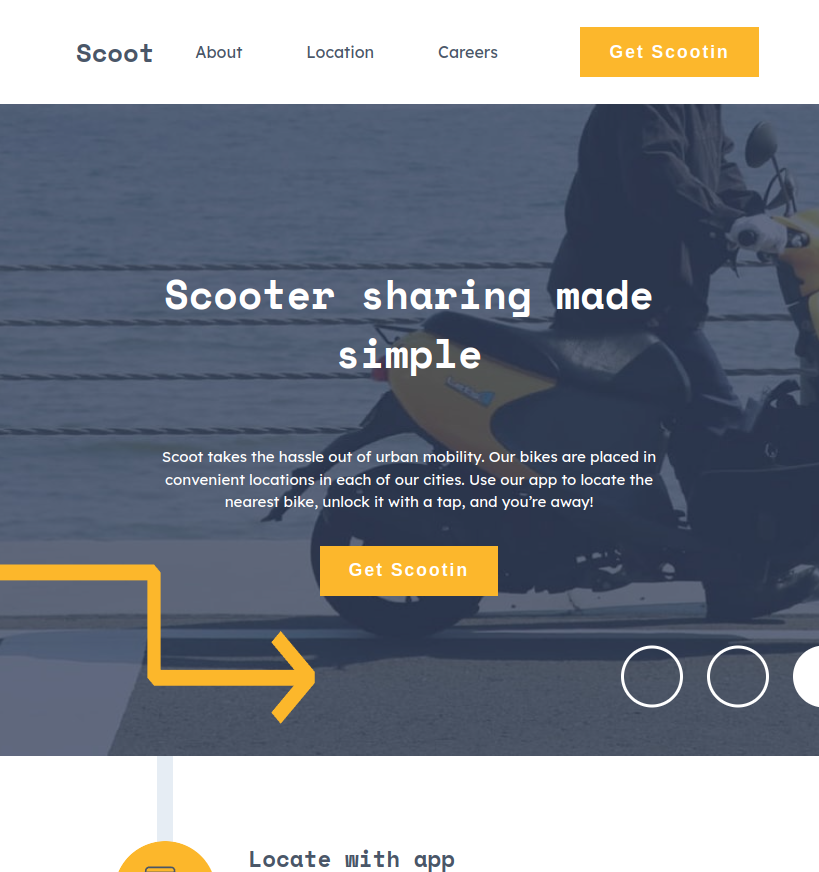 Scoot About Location Careers Get Scootin
Scooter sharing made
simple
Scoot takes the hassle out of urban mobility. Our bikes are placed in
convenient locations in each of our cities. Use our app to locate the
nearest bike, unlock it with a tap, and you’re away!
Get Scootin
Locate with app